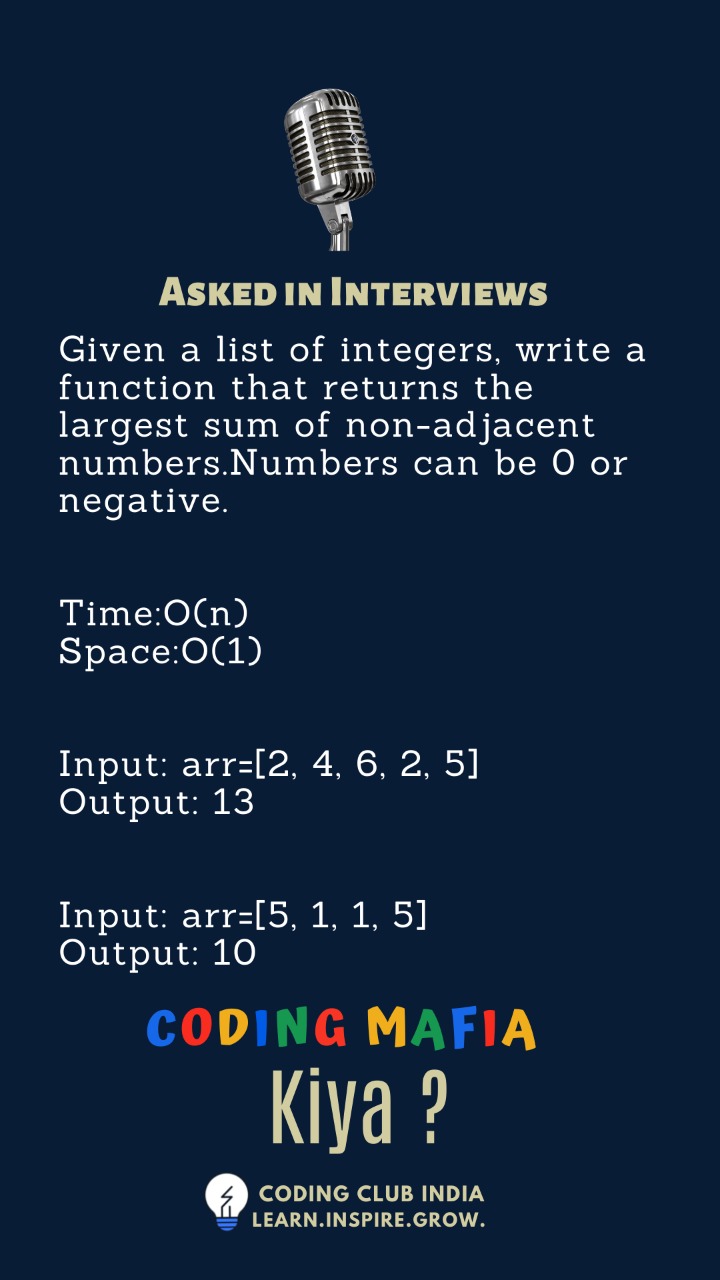 Asked in Interviews
Given a list of integers, write a
function that returns the
largest sum of non-adjacent
numbers.Numbers can be 0 or
negative.
Time:O(n)
Space:O(1)
Input: arr=[2, 4, 6, 2, 5]
Output: 13
Input: arr=[5, 1, 1, 5]
Output: 10
CODING MAFIA
Kiya ?
CODING CLUB INDIA
LEARN.INSPIRE.GROW.